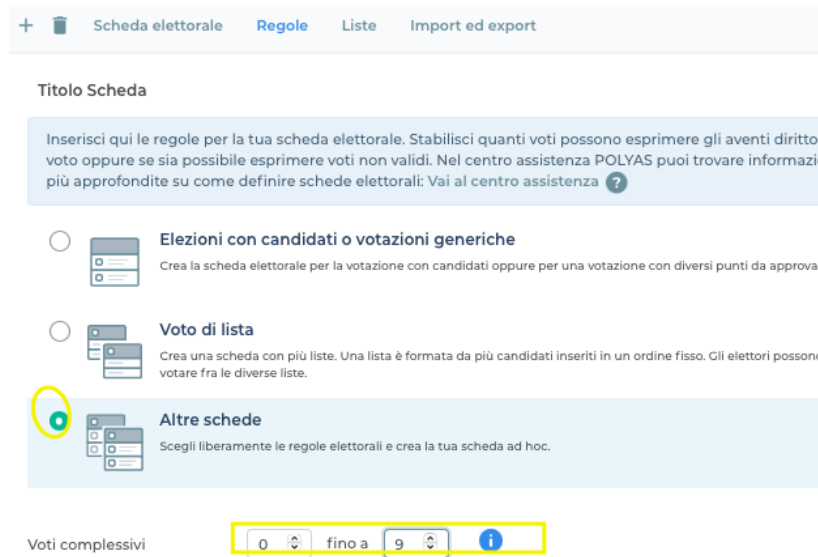 + Scheda elettorale Regole Liste Import ed export
Titolo Scheda
Inserisci qui le regole per la tua scheda elettorale. Stabilisci quanti voti possono esprimere gli aventi diritto
voto oppure se sia possibile esprimere voti non validi. Nel centro assistenza POLYAS puoi trovare informazi
più approfondite su come definire schede elettorali: Vai al centro assistenza ?
Elezioni con candidati o votazioni generiche
Crea la scheda elettorale per la votazione con candidati oppure per una votazione con diversi punti da approva
Voto di lista
Crea una scheda con più liste. Una lista è formata da più candidati inseriti in un ordine fisso. Gli elettori posson
votare fra le diverse liste.
Altre schede
Scegli liberamente le regole elettorali e crea la tua scheda ad hoc.
Voti complessivi 0 fino a 9 i